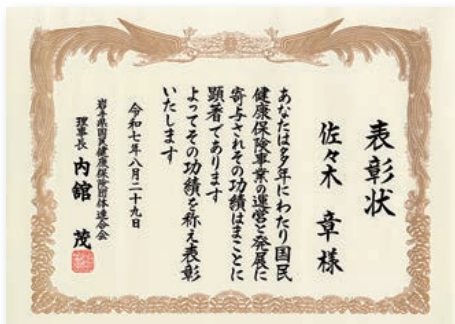 表彰状
佐々木 章 様
あなたは多年にわたり国民
健康保険事業の運営と発展に
寄与されその功績はまことに
顕著であります
よってその功績を称え表彰
いたします
令和七年八月二十九日
岩手県国民健康保険団体連合会
理事長 内舘 茂